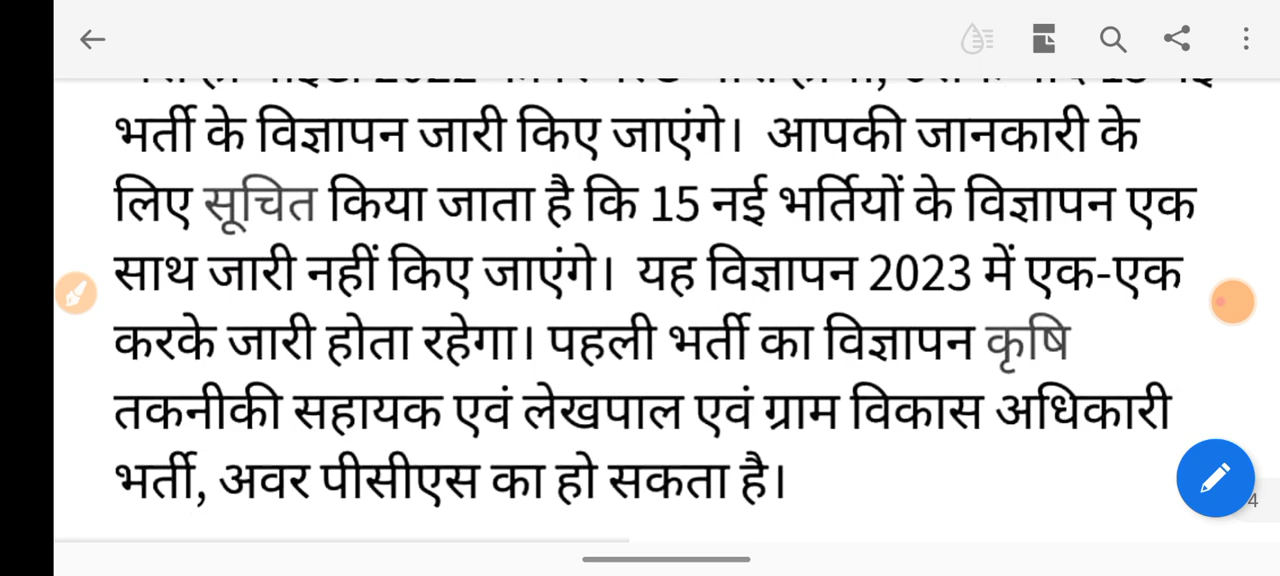 भर्ती के विज्ञापन जारी किए जाएंगे। आपकी जानकारी के
लिए सूचित किया जाता है कि 15 नई भर्तियों के विज्ञापन एक
साथ जारी नहीं किए जाएंगे। यह विज्ञापन 2023 में एक-एक
करके जारी होता रहेगा। पहली भर्ती का विज्ञापन कृषि
तकनीकी सहायक एवं लेखपाल एवं ग्राम विकास अधिकारी
भर्ती, अवर पीसीएस का हो सकता है।
4